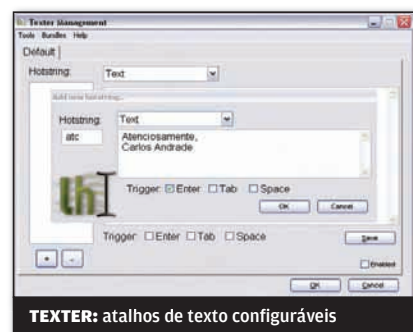 Texter Management
Tools Bundles Help
Default
Hotstring: Text
Add new hotstring...
Hotstring: Text
atc
Atenciosamente,
Carlos Andrade
lh
Trigger: Enter Tab Space
OK Cancel
Trigger: Enter Tab Space
Save
+ -
Enabled
OK Cancel
TEXTER: atalhos de texto configuráveis